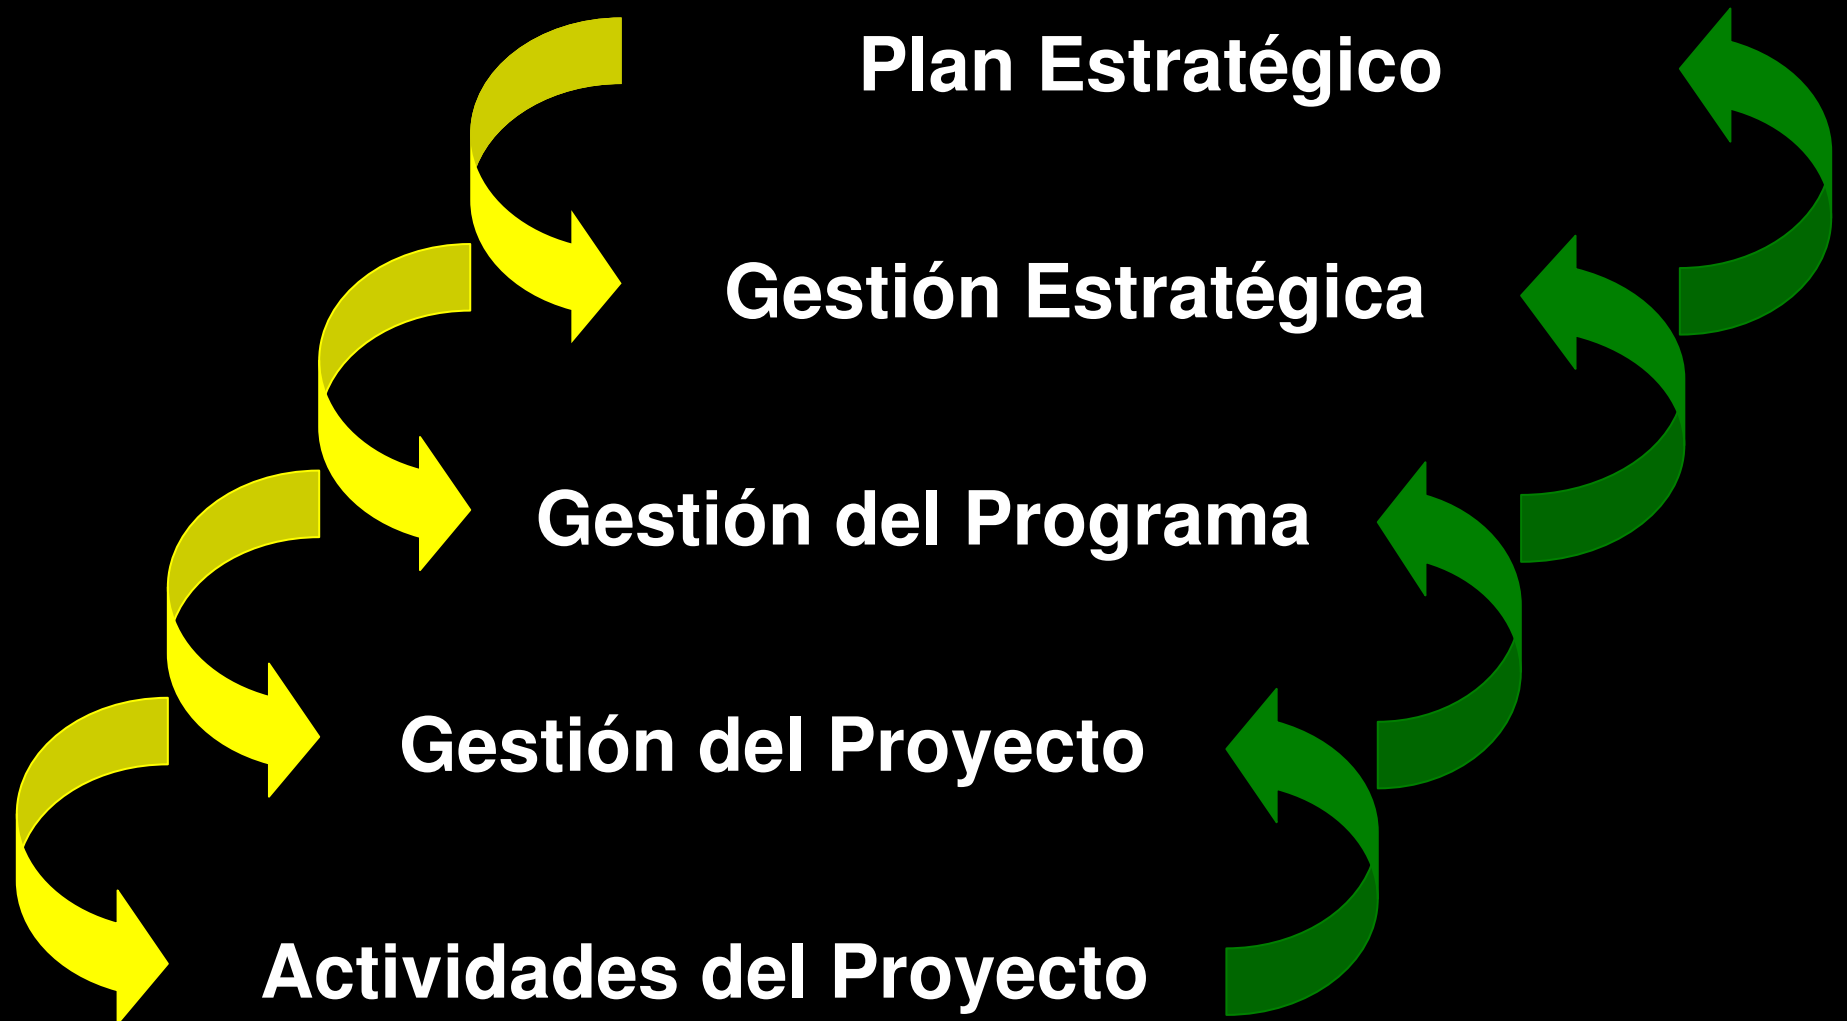 Plan Estratégico
Gestión Estratégica
Gestión del Programa
Gestión del Proyecto
Actividades del Proyecto